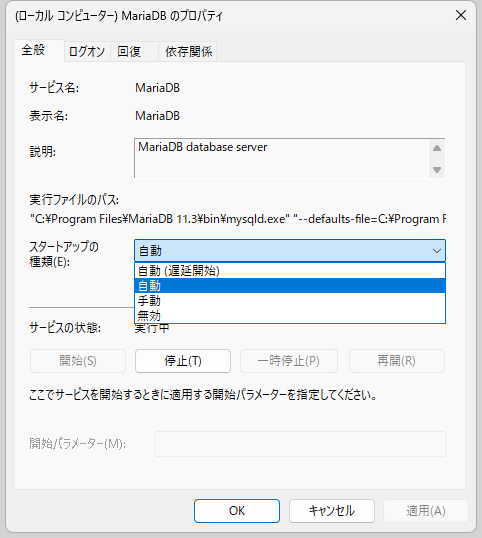 (ローカル コンピューター) MariaDB のプロパティ
全般 ログオン 回復 依存関係
サービス名: MariaDB
表示名: MariaDB
説明: MariaDB database server
実行ファイルのパス:
"C:¥Program Files¥MariaDB 11.3¥bin¥mysqld.exe" "--defaults-file=C:¥Program F
スタートアップの
種類(E): 自動
自動 (遅延開始)
自動
手動
無効
サービスの状態: 実行中
開始(S) 停止(T) 一時停止(P) 再開(R)
ここでサービスを開始するときに適用する開始パラメーターを指定してください。
開始パラメーター(M):
OK キャンセル 適用(A)